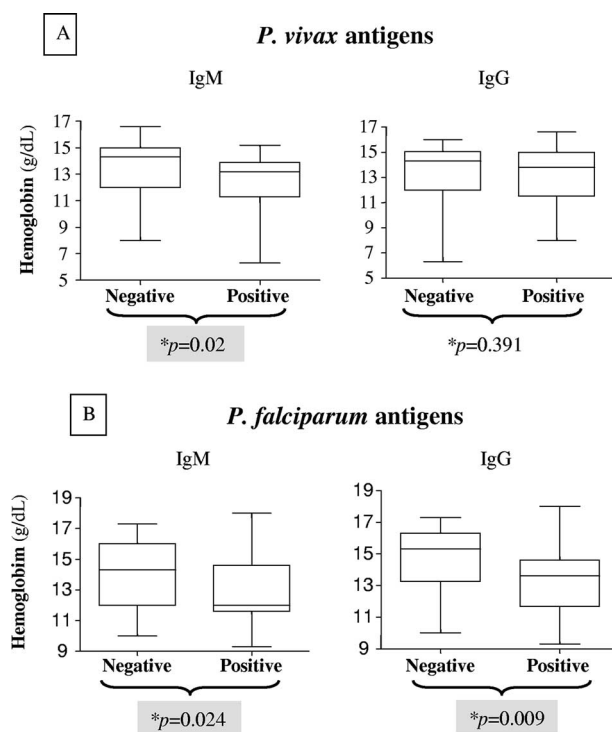 A
P. vivax antigens
IgM
IgG
Hemoglobin (g/dL)
17
15
13
11
9
7
5
Negative Positive
*p=0.02
17
15
13
11
9
7
5
Negative Positive
*p=0.391
B
P. falciparum antigens
IgM
IgG
Hemoglobim (g/dL)
19
17
15
13
11
9
Negative Positive
*p=0.024
19
17
15
13
11
9
Negative Positive
*p=0.009